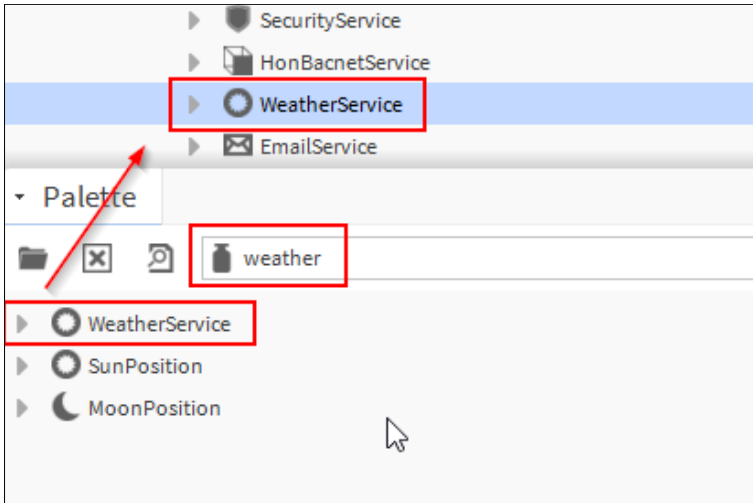 SecurityService
HonBacnetService
WeatherService
EmailService
Palette
weather
WeatherService
SunPosition
MoonPosition